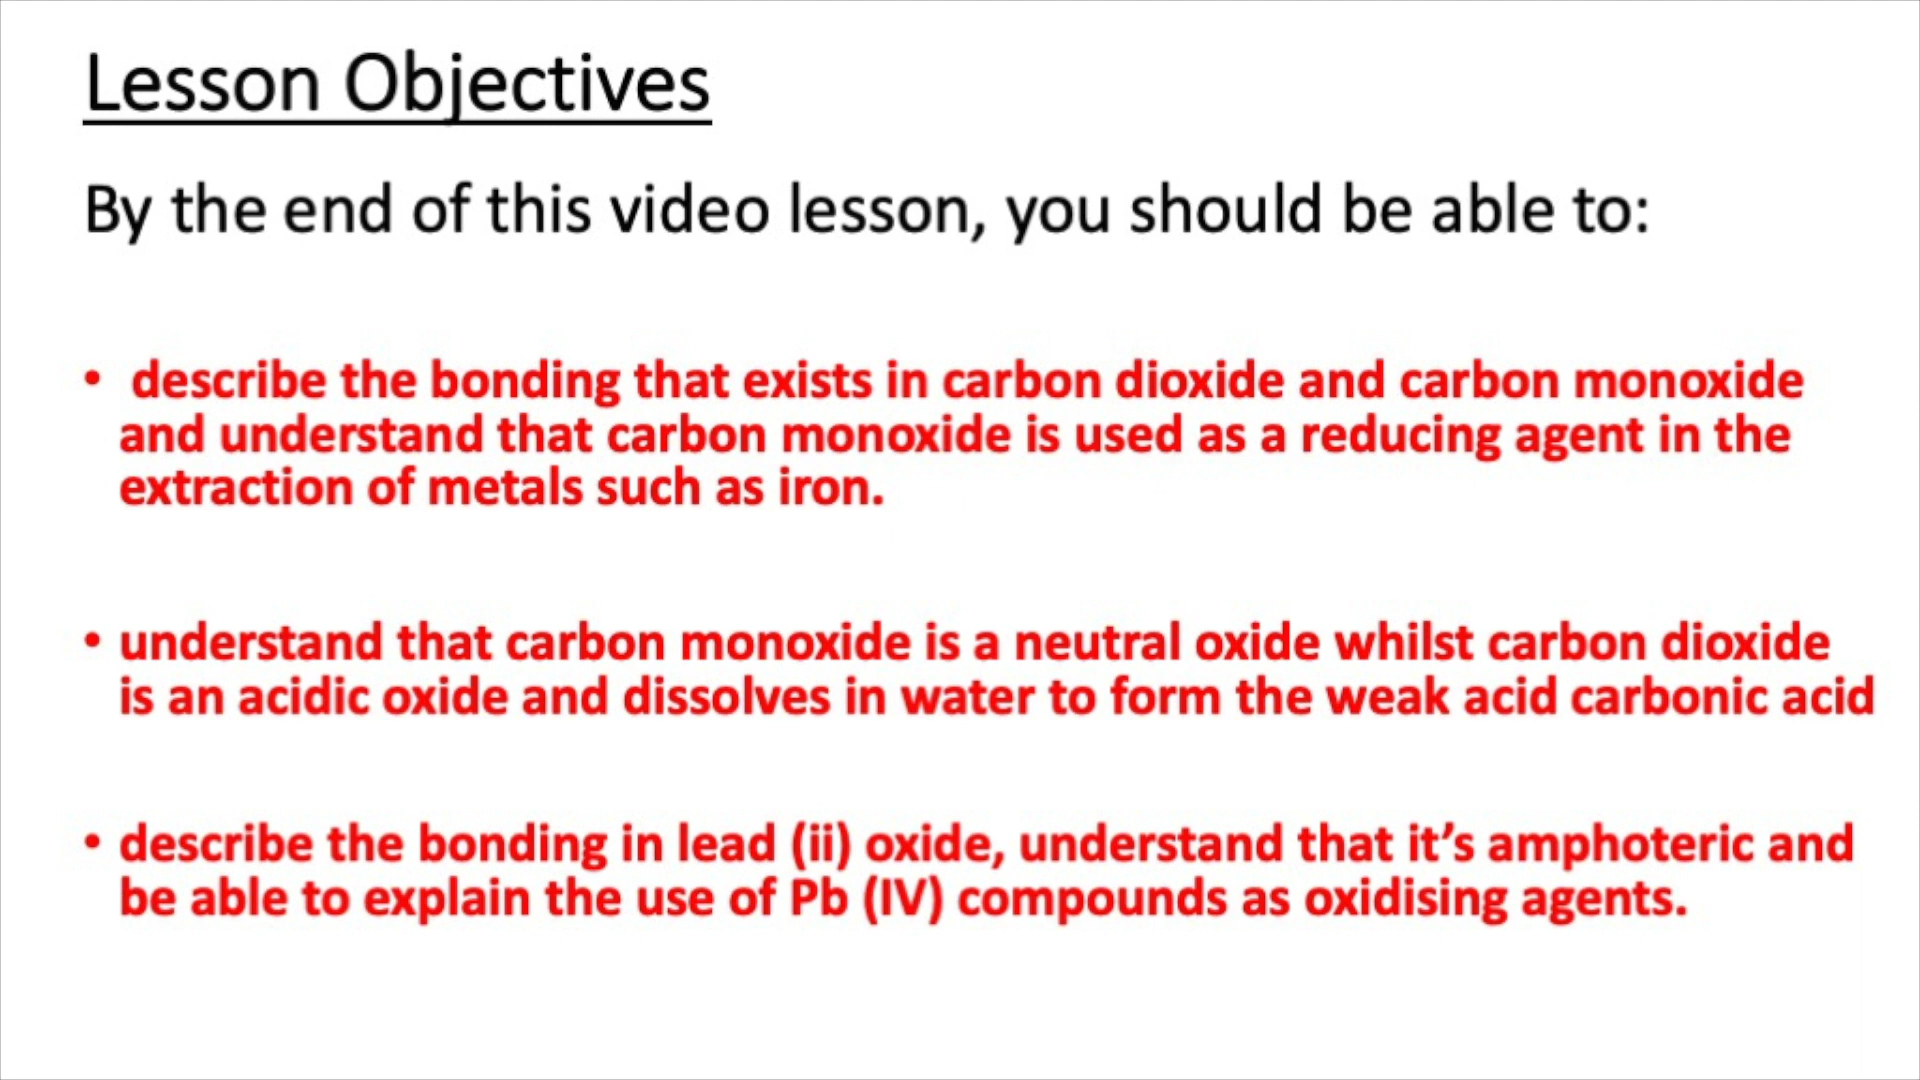 Lesson Objectives
By the end of this video lesson, you should be able to:
• describe the bonding that exists in carbon dioxide and carbon monoxide
and understand that carbon monoxide is used as a reducing agent in the
extraction of metals such as iron.
• understand that carbon monoxide is a neutral oxide whilst carbon dioxide
is an acidic oxide and dissolves in water to form the weak acid carbonic acid
• describe the bonding in lead (ii) oxide, understand that it’s amphoteric and
be able to explain the use of Pb (IV) compounds as oxidising agents.